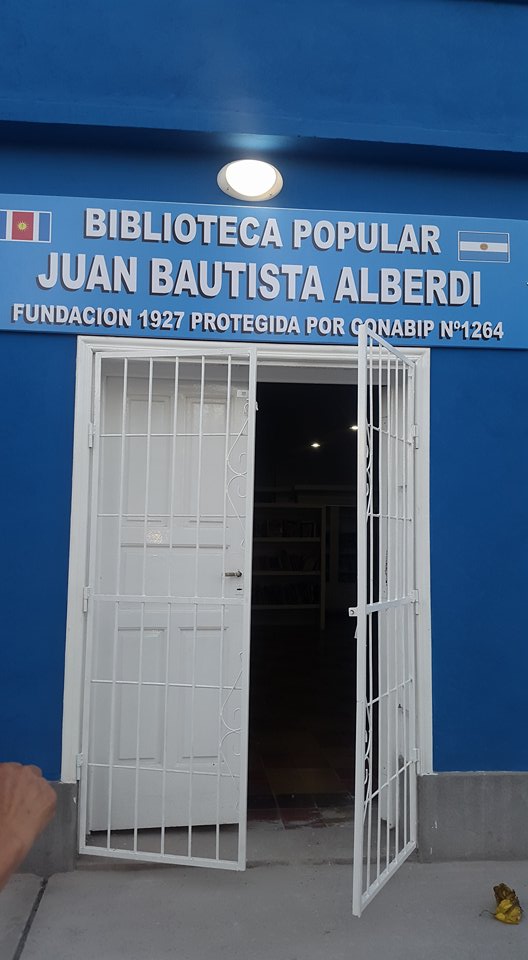 BIBLIOTECA POPULAR
JUAN BAUTISTA ALBERDI
FUNDACION 1927 PROTEGIDA POR CONABIP Nº1264